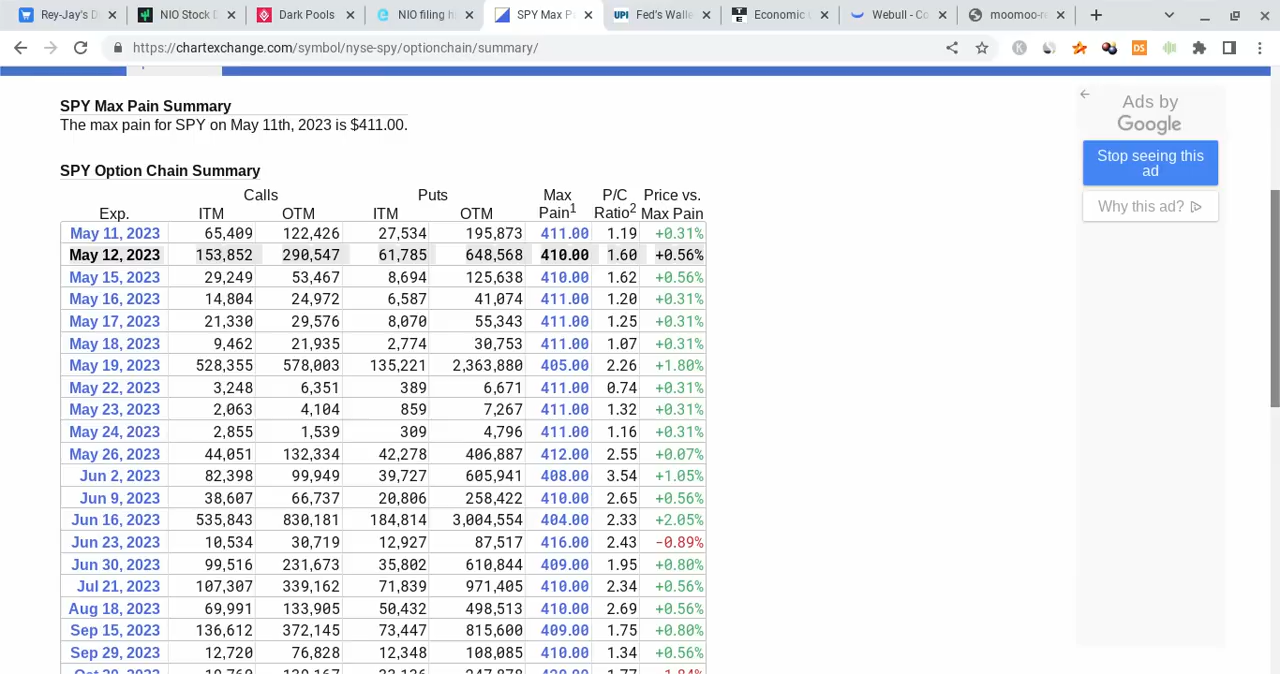 Rey-Jay's D
NIO Stock D
Dark Pools
NIO filing h
SPY Max P
Fed's Walle
Economic
Webull - Co
moomoo-re
https://chartexchange.com/symbol/nyse-spy/optionchain/summary/
SPY Max Pain Summary
The max pain for SPY on May 11th, 2023 is $411.00.
SPY Option Chain Summary
Calls Puts Max P/C Price vs.
Exp. ITM OTM ITM OTM Pain1 Ratio2 Max Pain
May 11, 2023 65,409 122,426 27,534 195,873 411.00 1.19 +0.31%
May 12, 2023 153,852 290,547 61,785 648,568 410.00 1.60 +0.56%
May 15, 2023 29,249 53,467 8,694 125,638 410.00 1.62 +0.56%
May 16, 2023 14,804 24,972 6,587 41,074 411.00 1.20 +0.31%
May 17, 2023 21,330 29,576 8,070 55,343 411.00 1.25 +0.31%
May 18, 2023 9,462 21,935 2,774 30,753 411.00 1.07 +0.31%
May 19, 2023 528,355 578,003 135,221 2,363,880 405.00 2.26 +1.80%
May 22, 2023 3,248 6,351 389 6,671 411.00 0.74 +0.31%
May 23, 2023 2,063 4,104 859 7,267 411.00 1.32 +0.31%
May 24, 2023 2,855 1,539 309 4,796 411.00 1.16 +0.31%
May 26, 2023 44,051 132,334 42,278 406,887 412.00 2.55 +0.07%
Jun 2, 2023 82,398 99,949 39,727 605,941 408.00 3.54 +1.05%
Jun 9, 2023 38,607 66,737 20,806 258,422 410.00 2.65 +0.56%
Jun 16, 2023 535,843 830,181 184,814 3,004,554 404.00 2.33 +2.05%
Jun 23, 2023 10,534 30,719 12,927 87,517 416.00 2.43 -0.89%
Jun 30, 2023 99,516 231,673 35,802 610,844 409.00 1.95 +0.80%
Jul 21, 2023 107,307 339,162 71,839 971,405 410.00 2.34 +0.56%
Aug 18, 2023 69,991 133,905 50,432 498,513 410.00 2.69 +0.56%
Sep 15, 2023 136,612 372,145 73,447 815,600 409.00 1.75 +0.80%
Sep 29, 2023 12,720 76,828 12,348 108,085 410.00 1.34 +0.56%
Ads by
Google
Stop seeing this
ad
Why this ad?